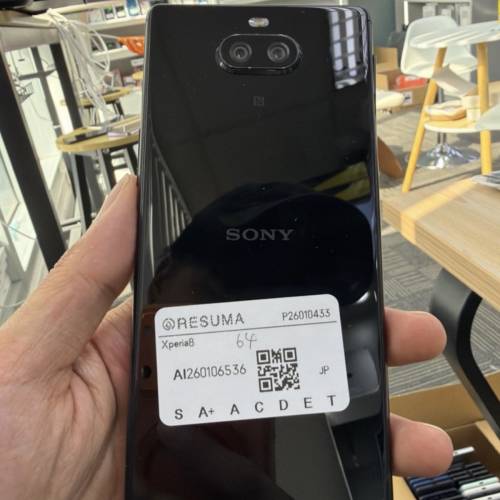 SONY
RESUMA P26010433
Xperia8 64
AI260106536 JP
S A+ A C D E T